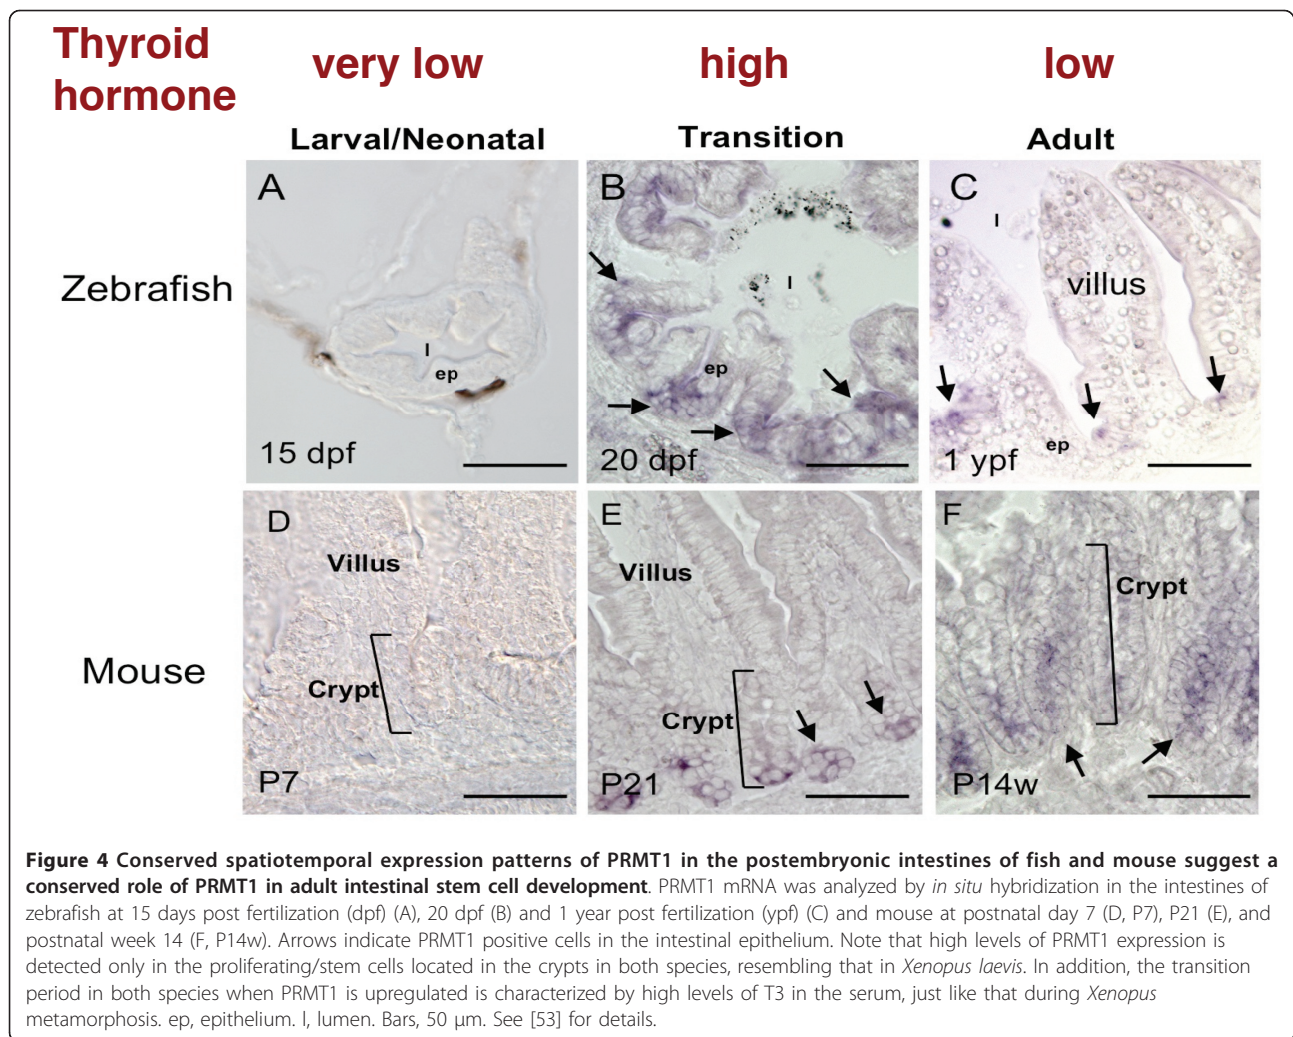 Thyroid
hormone
very low
high
low
Larval/Neonatal
Transition
Adult
Zebrafish
A
l
ep
15 dpf
B
l
ep
20 dpf
C
l
villus
ep
1 ypf
Mouse
D
Villus
Crypt
P7
E
Villus
Crypt
P21
F
Crypt
P14w
Figure 4 Conserved spatiotemporal expression patterns of PRMT1 in the postembryonic intestines of fish and mouse suggest a
conserved role of PRMT1 in adult intestinal stem cell development. PRMT1 mRNA was analyzed by in situ hybridization in the intestines of
zebrafish at 15 days post fertilization (dpf) (A), 20 dpf (B) and 1 year post fertilization (ypf) (C) and mouse at postnatal day 7 (D, P7), P21 (E), and
postnatal week 14 (F, P14w). Arrows indicate PRMT1 positive cells in the intestinal epithelium. Note that high levels of PRMT1 expression is
detected only in the proliferating/stem cells located in the crypts in both species, resembling that in Xenopus laevis. In addition, the transition
period in both species when PRMT1 is upregulated is characterized by high levels of T3 in the serum, just like that during Xenopus
metamorphosis. ep, epithelium. l, lumen. Bars, 50 μm. See [53] for details.